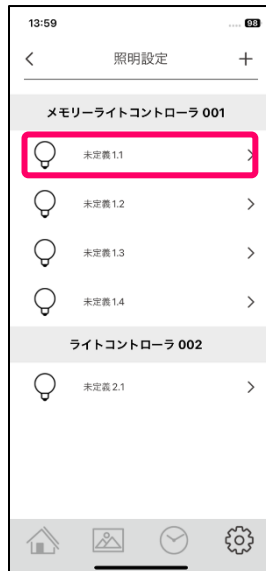 13:59
98
照明設定
メモリーライトコントローラ 001
未定義 1.1
未定義 1.2
未定義 1.3
未定義 1.4
ライトコントローラ 002
未定義 2.1